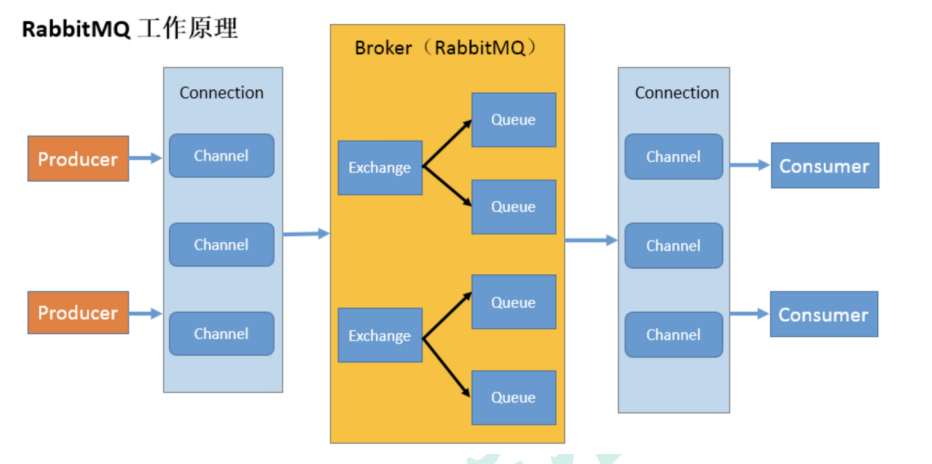 RabbitMQ 工作原理
Broker（RabbitMQ）
Connection
Connection
Queue
Channel
Channel
Producer
Exchange
Consumer
Queue
Channel
Channel
Queue
Producer
Consumer
Channel
Exchange
Channel
Queue